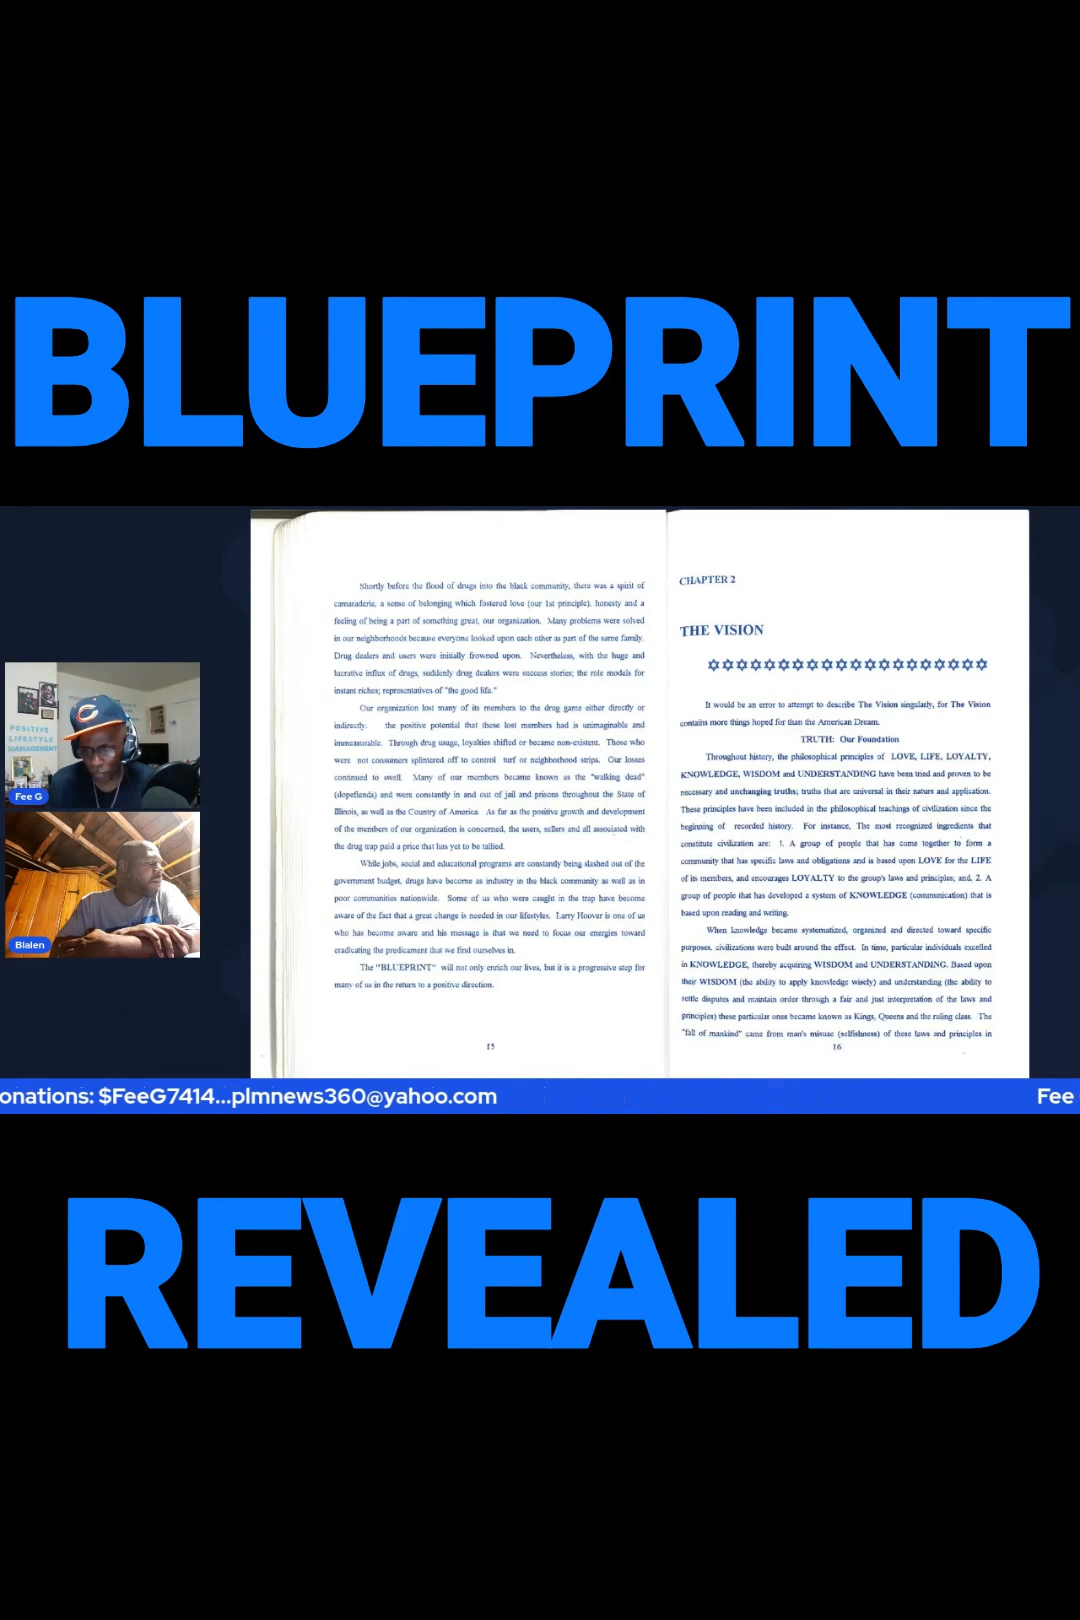 BLUEPRINT
Shortly before the flood of drugs into the black community, there was a spirit of
camaraderie, a sense of belonging which fostered love (our 1st principle), honesty and a
feeling of being a part of something great, our organization. Many problems were solved
in our neighborhoods because everyone looked upon each other as part of the same family.
Drug dealers and users were initially frowned upon. Nevertheless, with the huge and
lucrative influx of drugs, suddenly drug dealers were success stories; the role models for
instant riches; representatives of "the good life."
Our organization lost many of its members to the drug game either directly or
indirectly. the positive potential that these lost members had is unimaginable and
immeasurable. Through drug usage, loyalties shifted or became non-existent. Those who
were not consumers splintered off to control turf or neighborhood strips. Our losses
continued to swell. Many of our members became known as the "walking dead"
(dopefiends) and were constantly in and out of jail and prisons throughout the State of
Illinois, as well as the Country of America. As far as the positive growth and development
of the members of our organization is concerned, the users, sellers and all associated with
the drug trap paid a price that has yet to be tallied.
While jobs, social and educational programs are constantly being slashed out of the
government budget, drugs have become as industry in the black community as well as in
poor communities nationwide. Some of us who were caught in the trap have become
aware of the fact that a great change is needed in our lifestyles. Larry Hoover is one of us
who has become aware and his message is that we need to focus our energies toward
eradicating the predicament that we find ourselves in.
The "BLUEPRINT" will not only enrich our lives, but it is a progressive step for
many of us in the return to a positive direction.
15
CHAPTER 2
THE VISION
It would be an error to attempt to describe The Vision singularly, for The Vision
contains more things hoped for than the American Dream.
TRUTH: Our Foundation
Throughout history, the philosophical principles of LOVE, LIFE, LOYALTY,
KNOWLEDGE, WISDOM and UNDERSTANDING have been tried and proven to be
necessary and unchanging truths; truths that are universal in their nature and application.
These principles have been included in the philosophical teachings of civilization since the
beginning of recorded history. For instance, The most recognized ingredients that
constitute civilization are: 1. A group of people that has come together to form a
community that has specific laws and obligations and is based upon LOVE for the LIFE
of its members, and encourages LOYALTY to the group's laws and principles; and, 2. A
group of people that has developed a system of KNOWLEDGE (communication) that is
based upon reading and writing.
When knowledge became systematized, organized and directed toward specific
purposes, civilizations were built around the effect. In time, particular individuals excelled
in KNOWLEDGE, thereby acquiring WISDOM and UNDERSTANDING. Based upon
their WISDOM (the ability to apply knowledge wisely) and understanding (the ability to
settle disputes and maintain order through a fair and just interpretation of the laws and
principles) these particular ones became known as Kings, Queens and the ruling class. The
"fall of mankind" came from man's misuse (selfishness) of these laws and principles in
16
POSITIVE
LIFESTYLE
MANAGEMENT
Fee G
Blalen
onations: $FeeG7414...plmnews360@yahoo.com
Fee
REVEALED